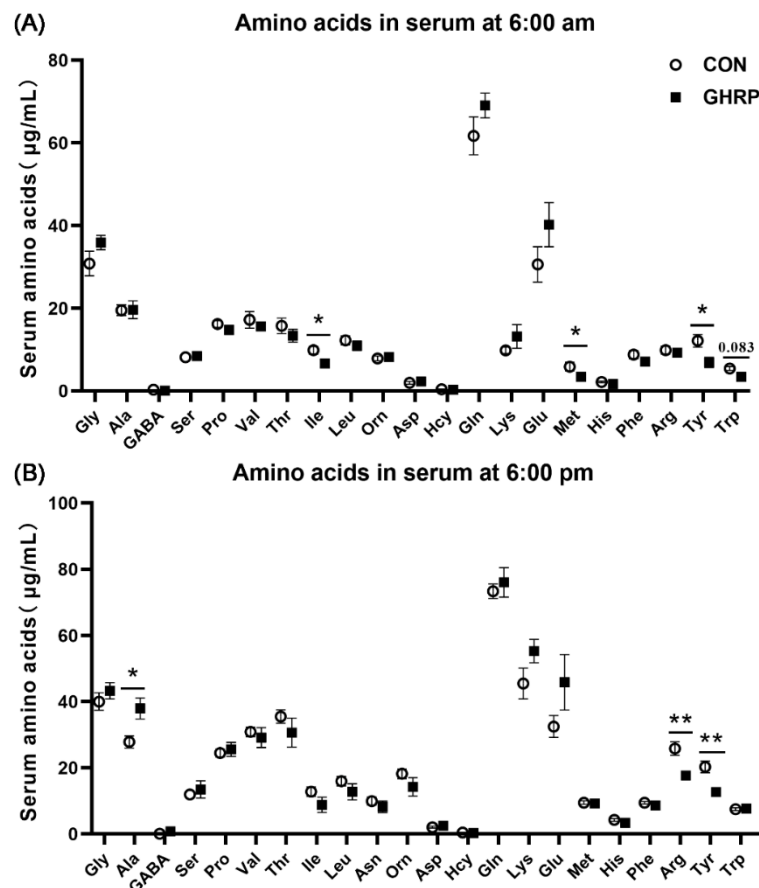 (A) Amino acids in serum at 6:00 am
CON
GHRP
Serum amino acids ( μg/mL)
80
60
40
20
0
*
*
*
0.083
Gly Ala GABA Ser Pro Val Thr Ile Leu Orn Asp Hcy Gln Lys Glu Met His Phe Arg Tyr Trp
(B) Amino acids in serum at 6:00 pm
Serum amino acids ( μg/mL)
100
80
60
40
20
0
*
**
**
Gly Ala GABA Ser Pro Val Thr Ile Leu Asn Orn Asp Hcy Gln Lys Glu Met His Phe Arg Tyr Trp